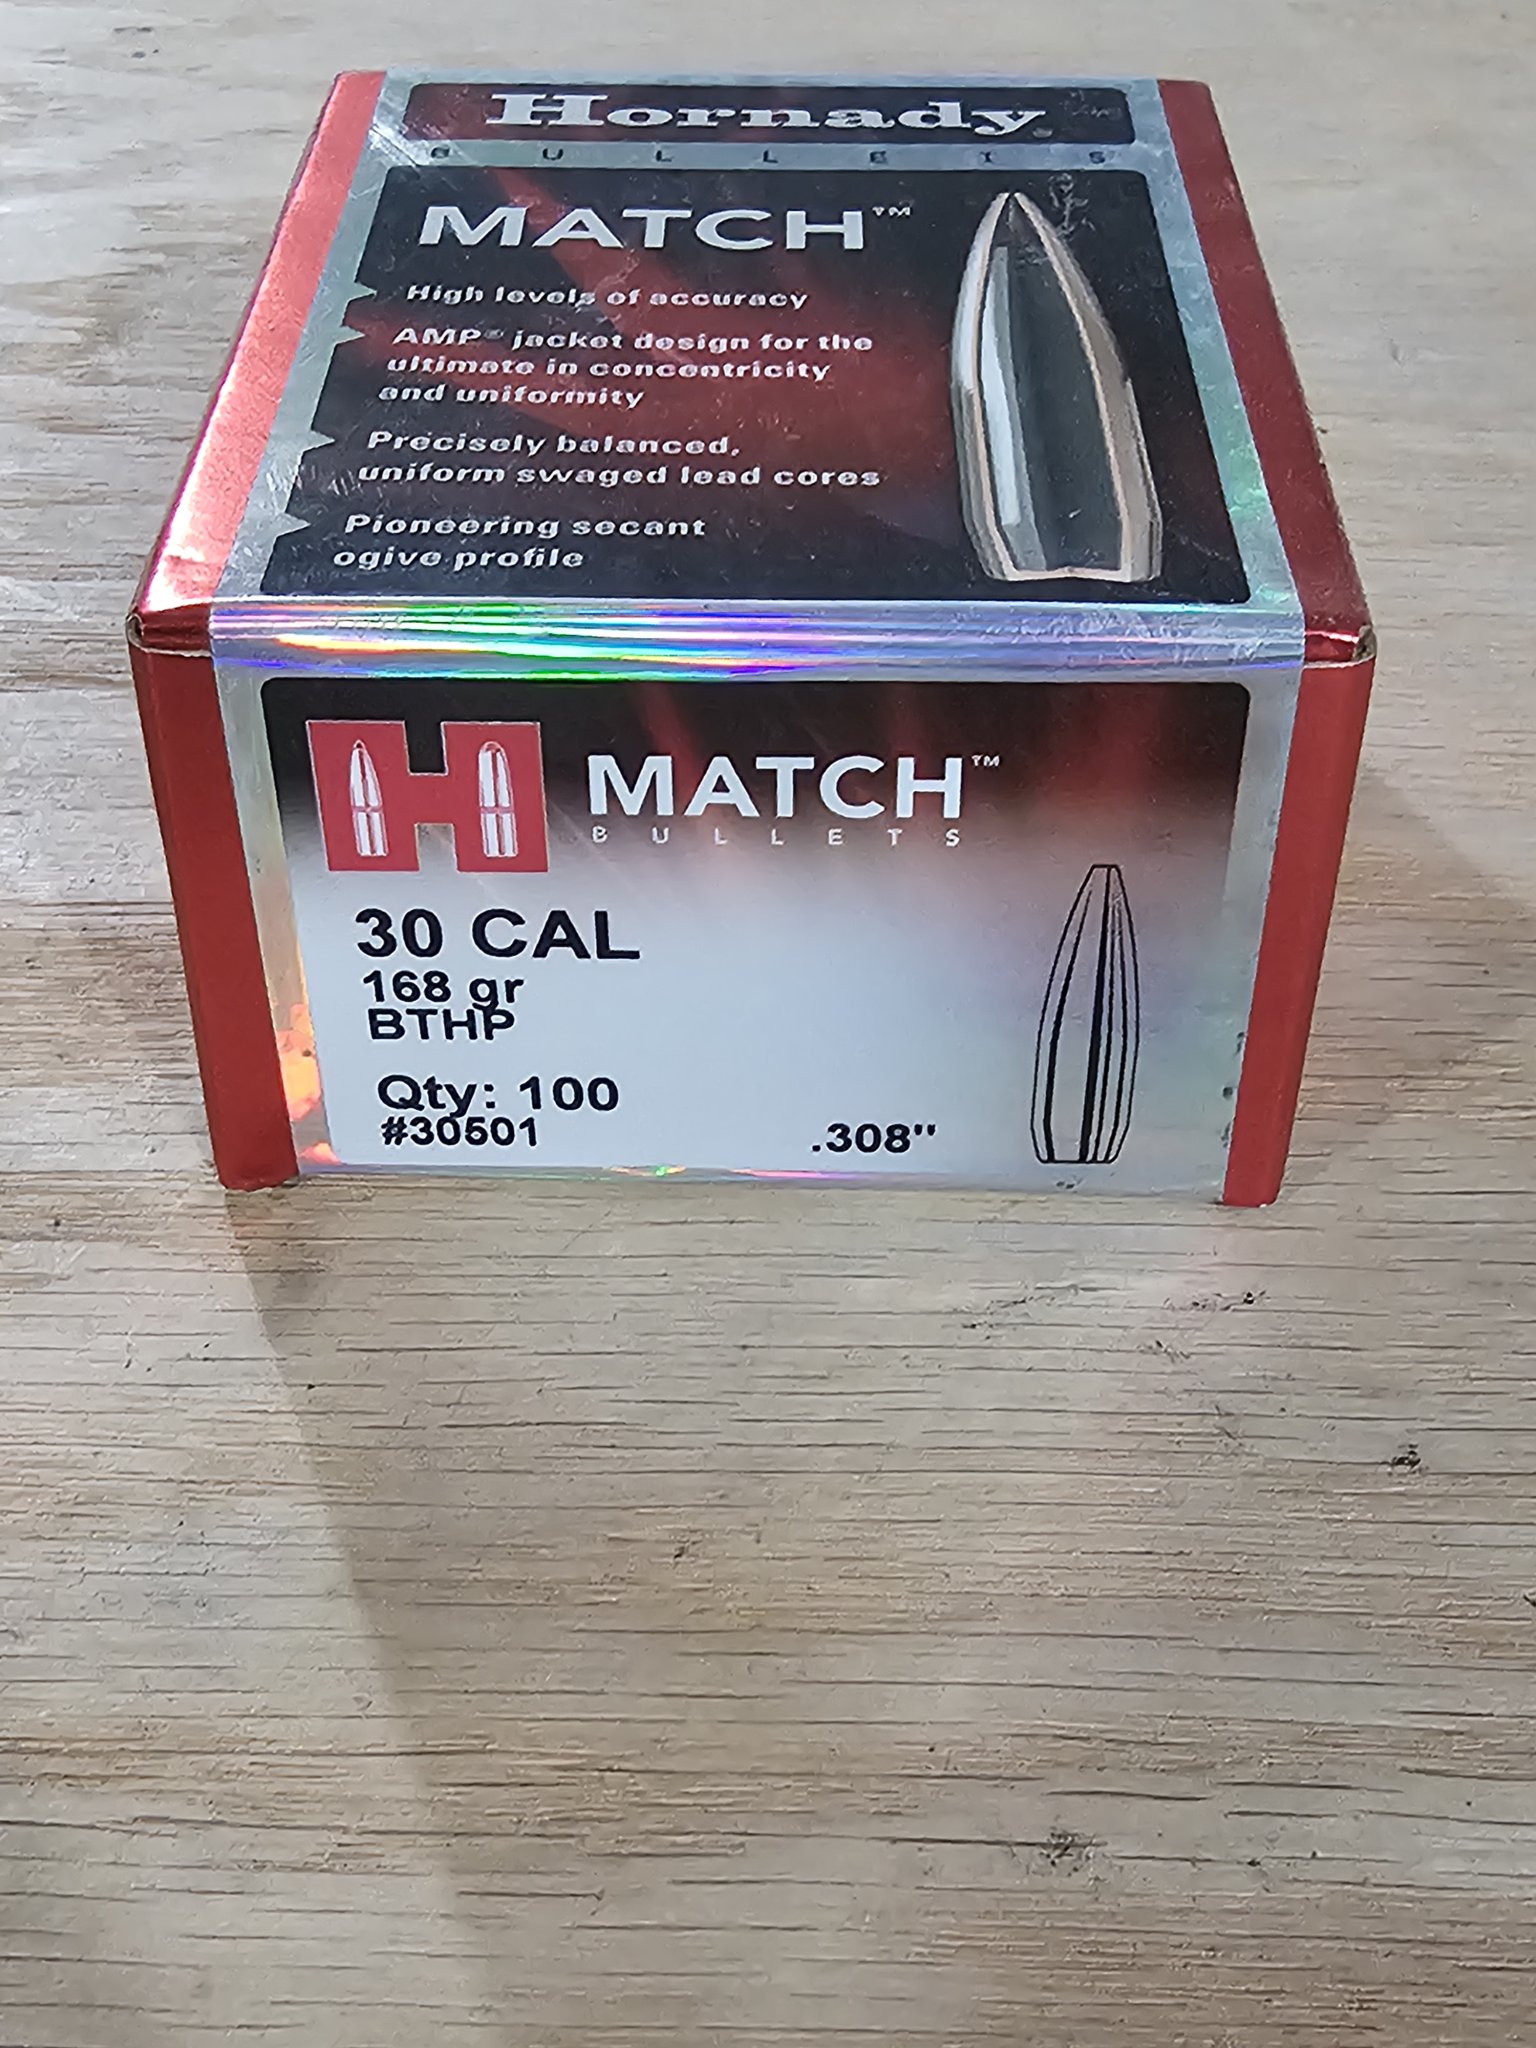 Hornady®
BULLETS
MATCH™
High levels of accuracy
AMP® jacket design for the
ultimate in concentricity
and uniformity
Precisely balanced,
uniform swaged lead cores
Pioneering secant
ogive profile
H MATCH™
BULLETS
30 CAL
168 gr
BTHP
Qty: 100
#30501
.308"